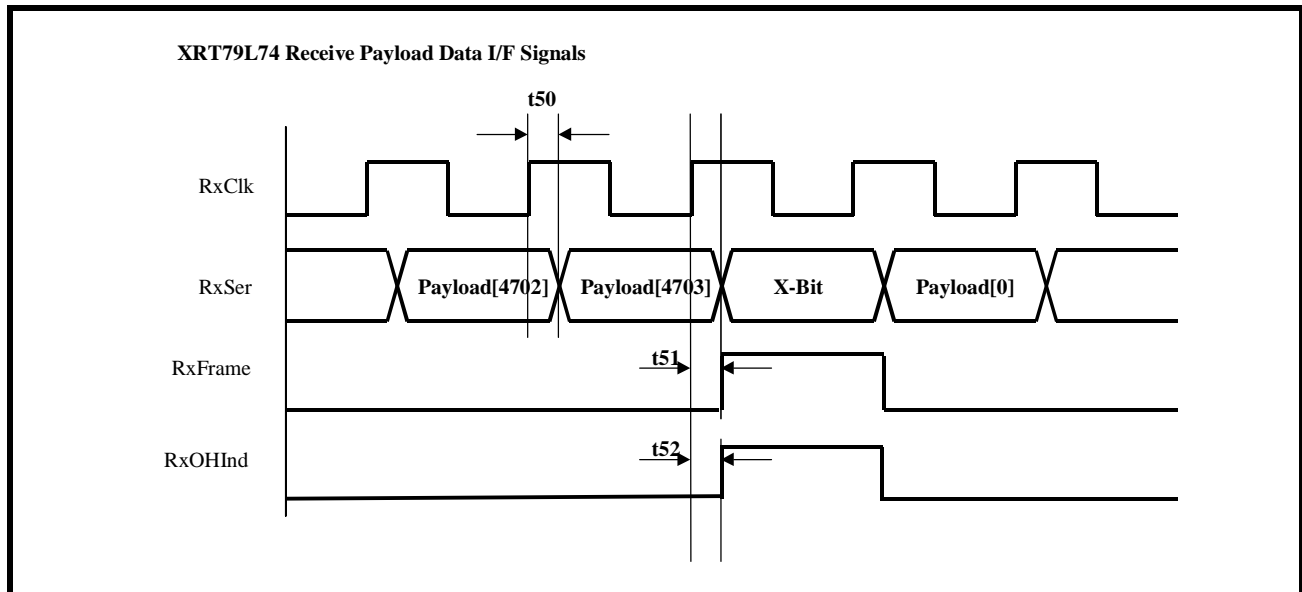 XRT79L74 Receive Payload Data I/F Signals
t50
RxClk
RxSer
Payload[4702]
Payload[4703]
X-Bit
Payload[0]
RxFrame
t51
RxOHInd
t52